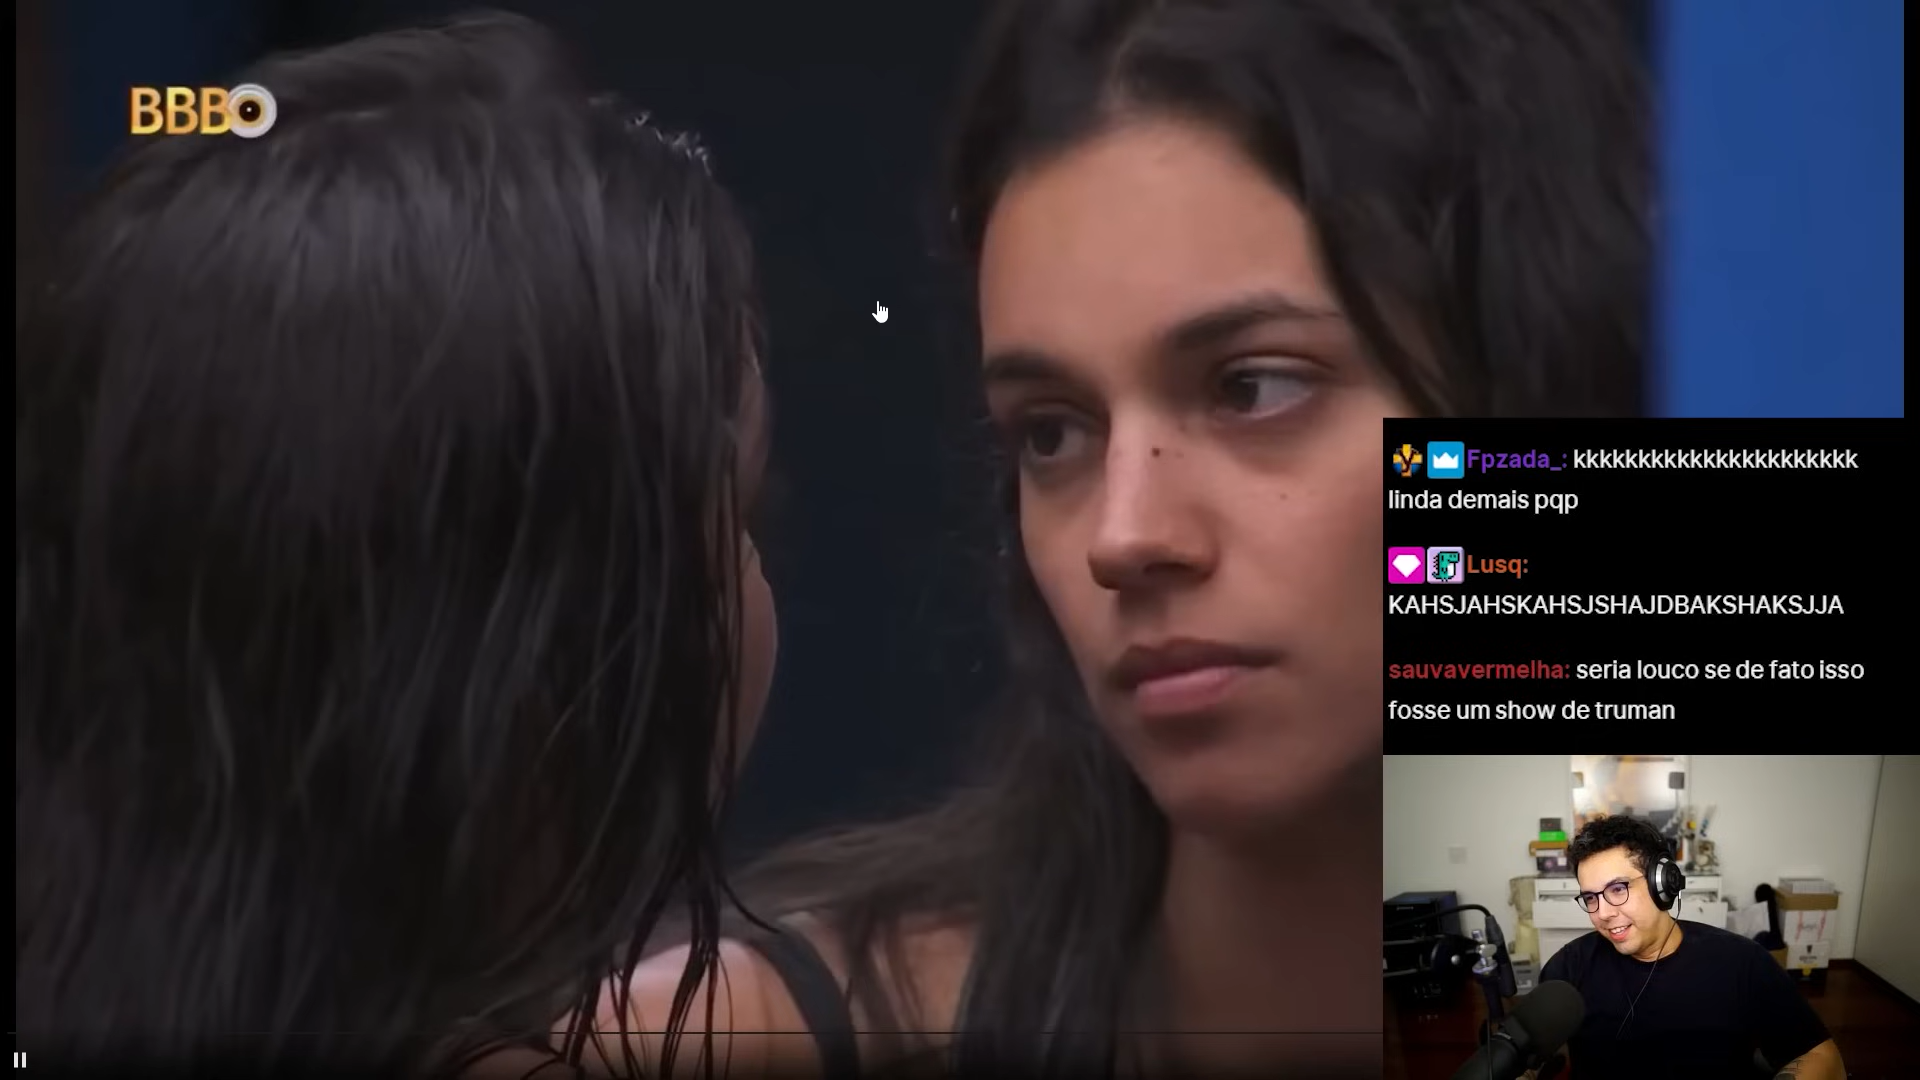 BBB
Fpzada_: kkkkkkkkkkkkkkkkkkkkkk
linda demais pqp
Lusq:
KAHSJAHSKAHSJSHAJDBAKSHAKSJJA
sauvavermelha: seria louco se de fato isso
fosse um show de truman